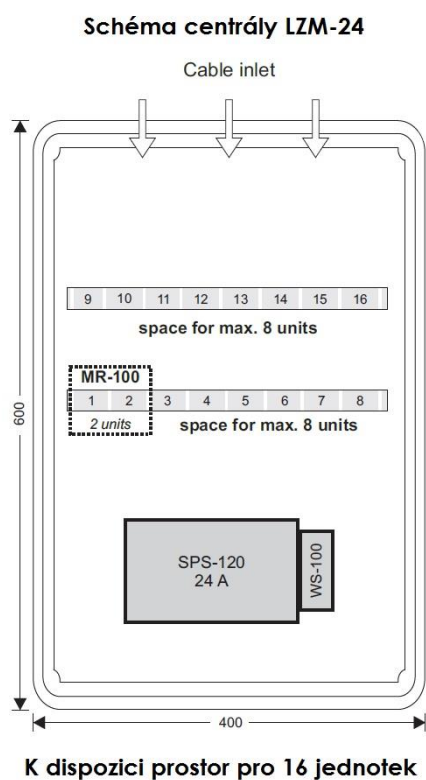 Schéma centrály LZM-24
Cable inlet
9 10 11 12 13 14 15 16
space for max. 8 units
MR-100
1 2 3 4 5 6 7 8
2 units space for max. 8 units
600
SPS-120
24 A
WS-100
400
K dispozici prostor pro 16 jednotek